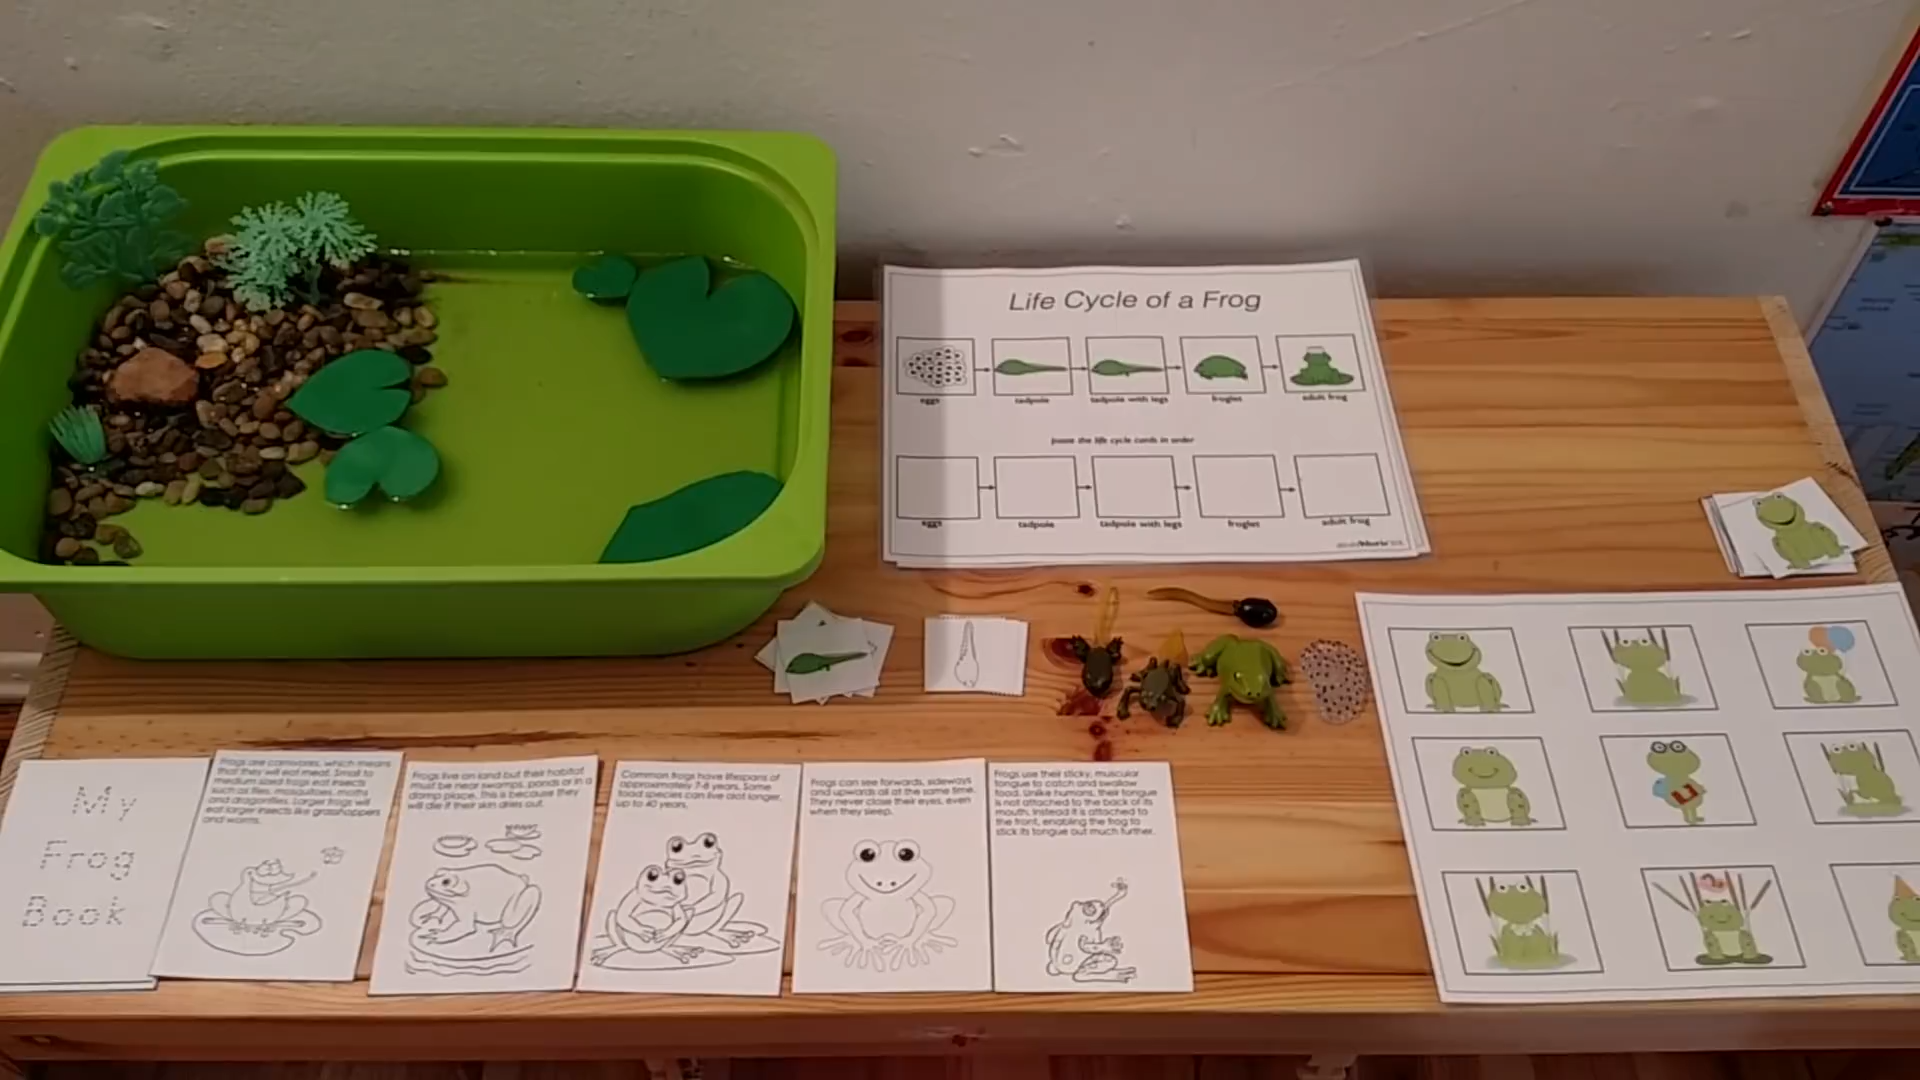 Life Cycle of a Frog
eggs
tadpole
tadpole with legs
froglet
adult frog
place the life cycle cards in order
eggs
tadpole
tadpole with legs
froglet
adult frog
My
Frog
Book
Frogs are carnivores, which means
that they will eat meat. Small to
medium sized frogs eat insects
such as flies, mosquitoes, moths
and dragonflies. Larger frogs will
eat larger insects like grasshoppers
and worms.
Frogs live on land but their habitat
must be near swamps, ponds or in a
damp place. This is because they
will die if their skin dries out.
Common frogs have lifespans of
approximately 7-8 years. Some
toad species can live alot longer,
up to 40 years.
Frogs can see forwards, sideways
and upwards all at the same time.
They never close their eyes, even
when they sleep.
Frogs use their sticky, muscular
tongue to catch and swallow
food. Unlike humans, their tongue
is not attached to the back of its
mouth. Instead it is attached to
the front, enabling the frog to
stick its tongue out much further.